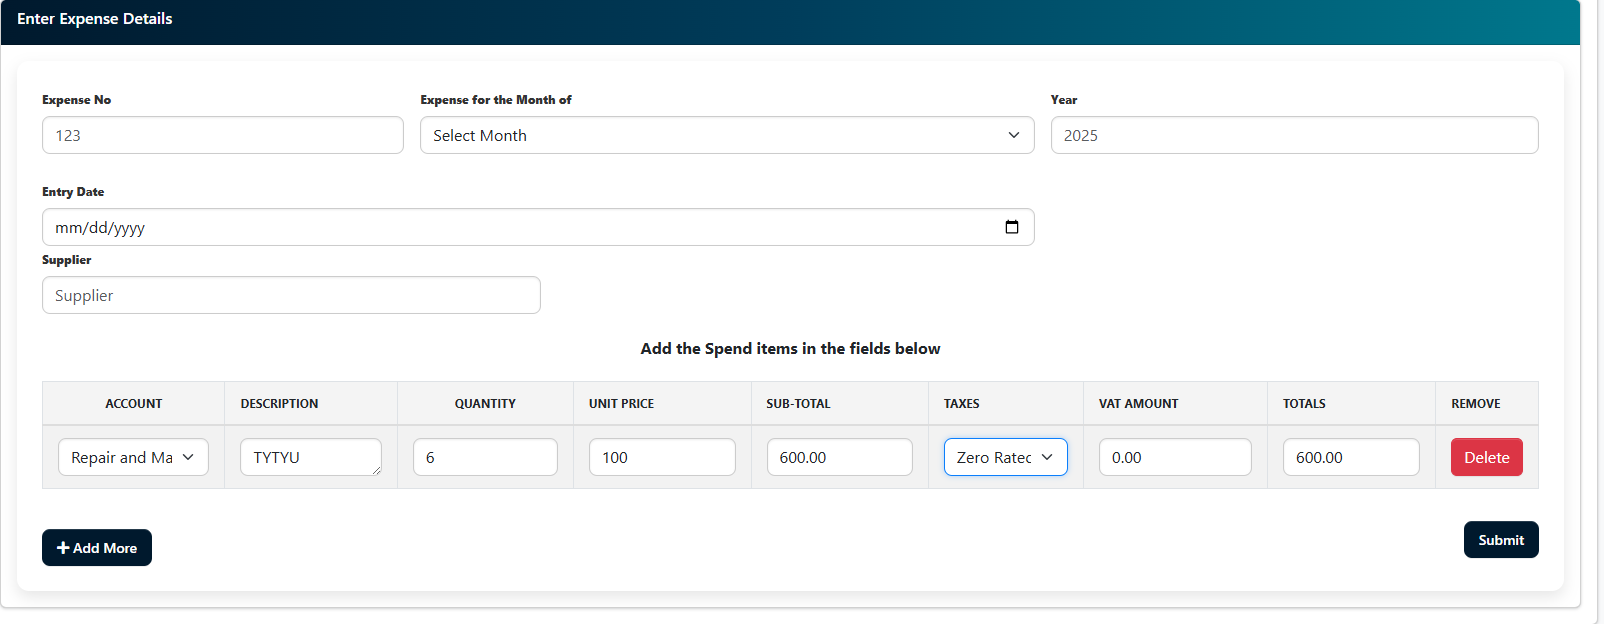 Enter Expense Details
Expense No Expense for the Month of Year
123 Select Month 2025
Entry Date
mm/dd/yyyy
Supplier
Supplier
Add the Spend items in the fields below
ACCOUNT DESCRIPTION QUANTITY UNIT PRICE SUB-TOTAL TAXES VAT AMOUNT TOTALS REMOVE
Repair and Ma TYTYU 6 100 600.00 Zero Ratec 0.00 600.00 Delete
Add More Submit